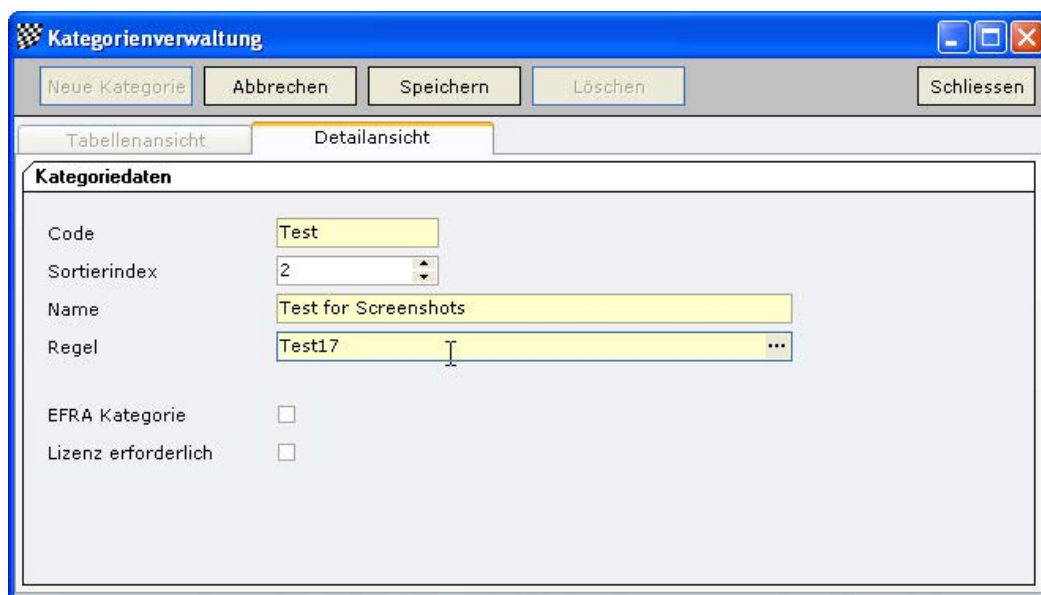 Kategorienverwaltung
Neue Kategorie Abbrechen Speichern Löschen Schliessen
Tabellenansicht Detailansicht
Kategoriedaten
Code Test
Sortierindex 2
Name Test for Screenshots
Regel Test17 ...
EFRA Kategorie
Lizenz erforderlich